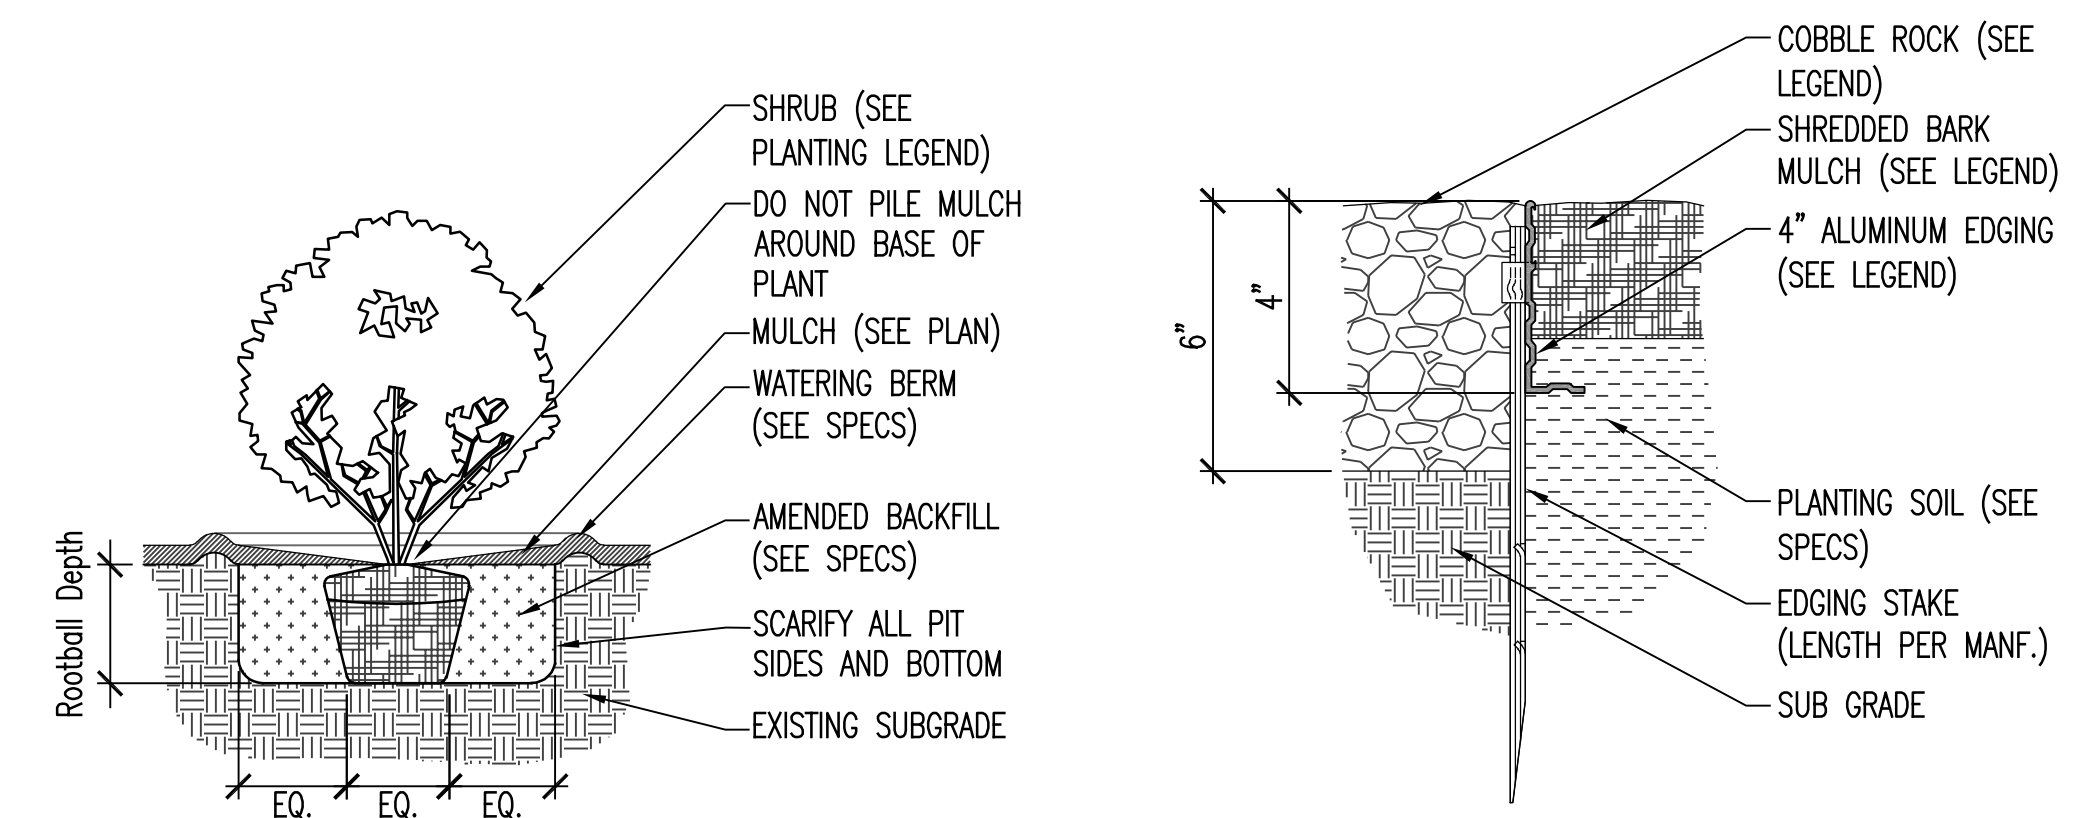 SHRUB (SEE
PLANTING LEGEND)
DO NOT PILE MULCH
AROUND BASE OF
PLANT
MULCH (SEE PLAN)
WATERING BERM
(SEE SPECS)
AMENDED BACKFILL
(SEE SPECS)
SCARIFY ALL PIT
SIDES AND BOTTOM
EXISTING SUBGRADE
Rootball Depth
EQ.
EQ.
EQ.
COBBLE ROCK (SEE
LEGEND)
SHREDDED BARK
MULCH (SEE LEGEND)
4" ALUMINUM EDGING
(SEE LEGEND)
6"
4"
PLANTING SOIL (SEE
SPECS)
EDGING STAKE
(LENGTH PER MANF.)
SUB GRADE